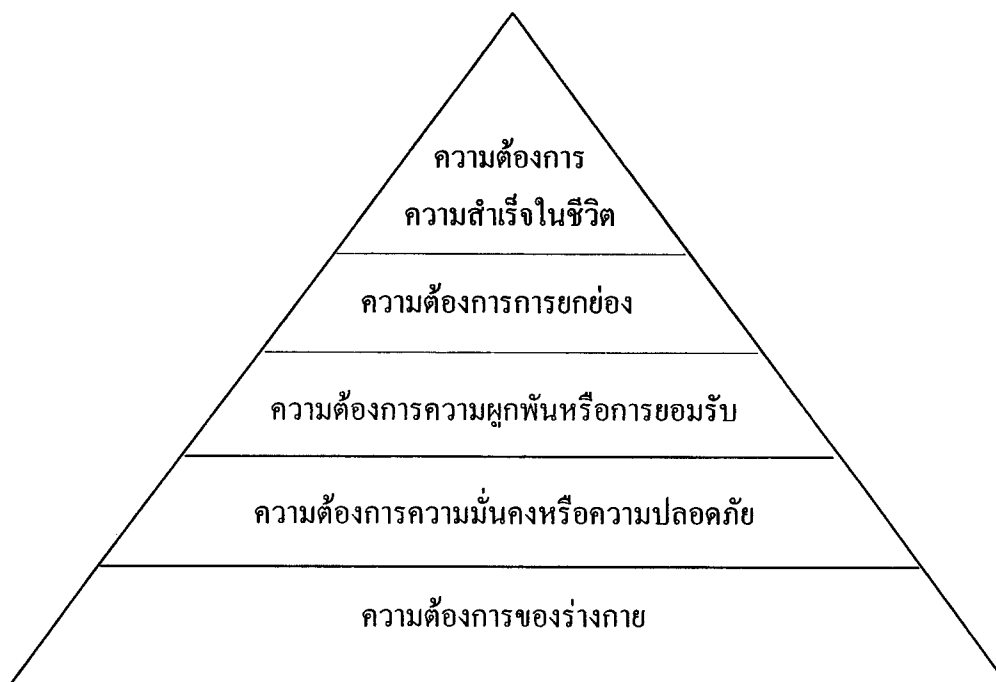 ความต้องการ
ความสำเร็จในชีวิต
ความต้องการการยกย่อง
ความต้องการความผูกพันหรือการยอมรับ
ความต้องการความมั่นคงหรือความปลอดภัย
ความต้องการของร่างกาย